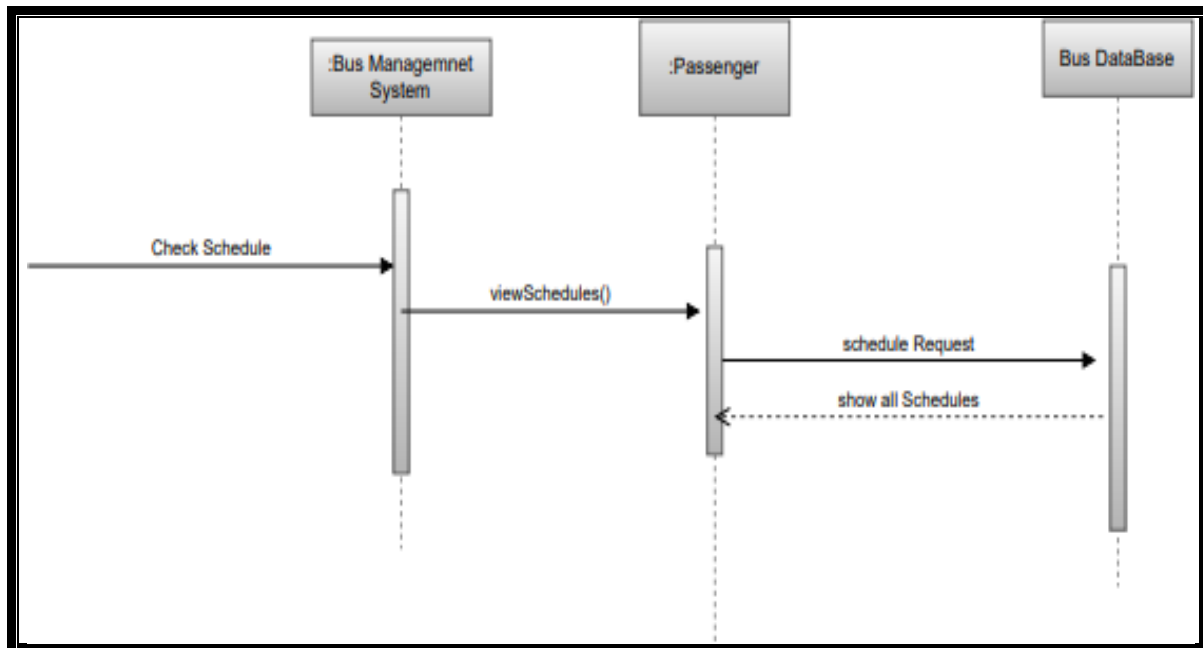 :Bus Managemnet
System
:Passenger
Bus DataBase
Check Schedule
viewSchedules()
schedule Request
show all Schedules